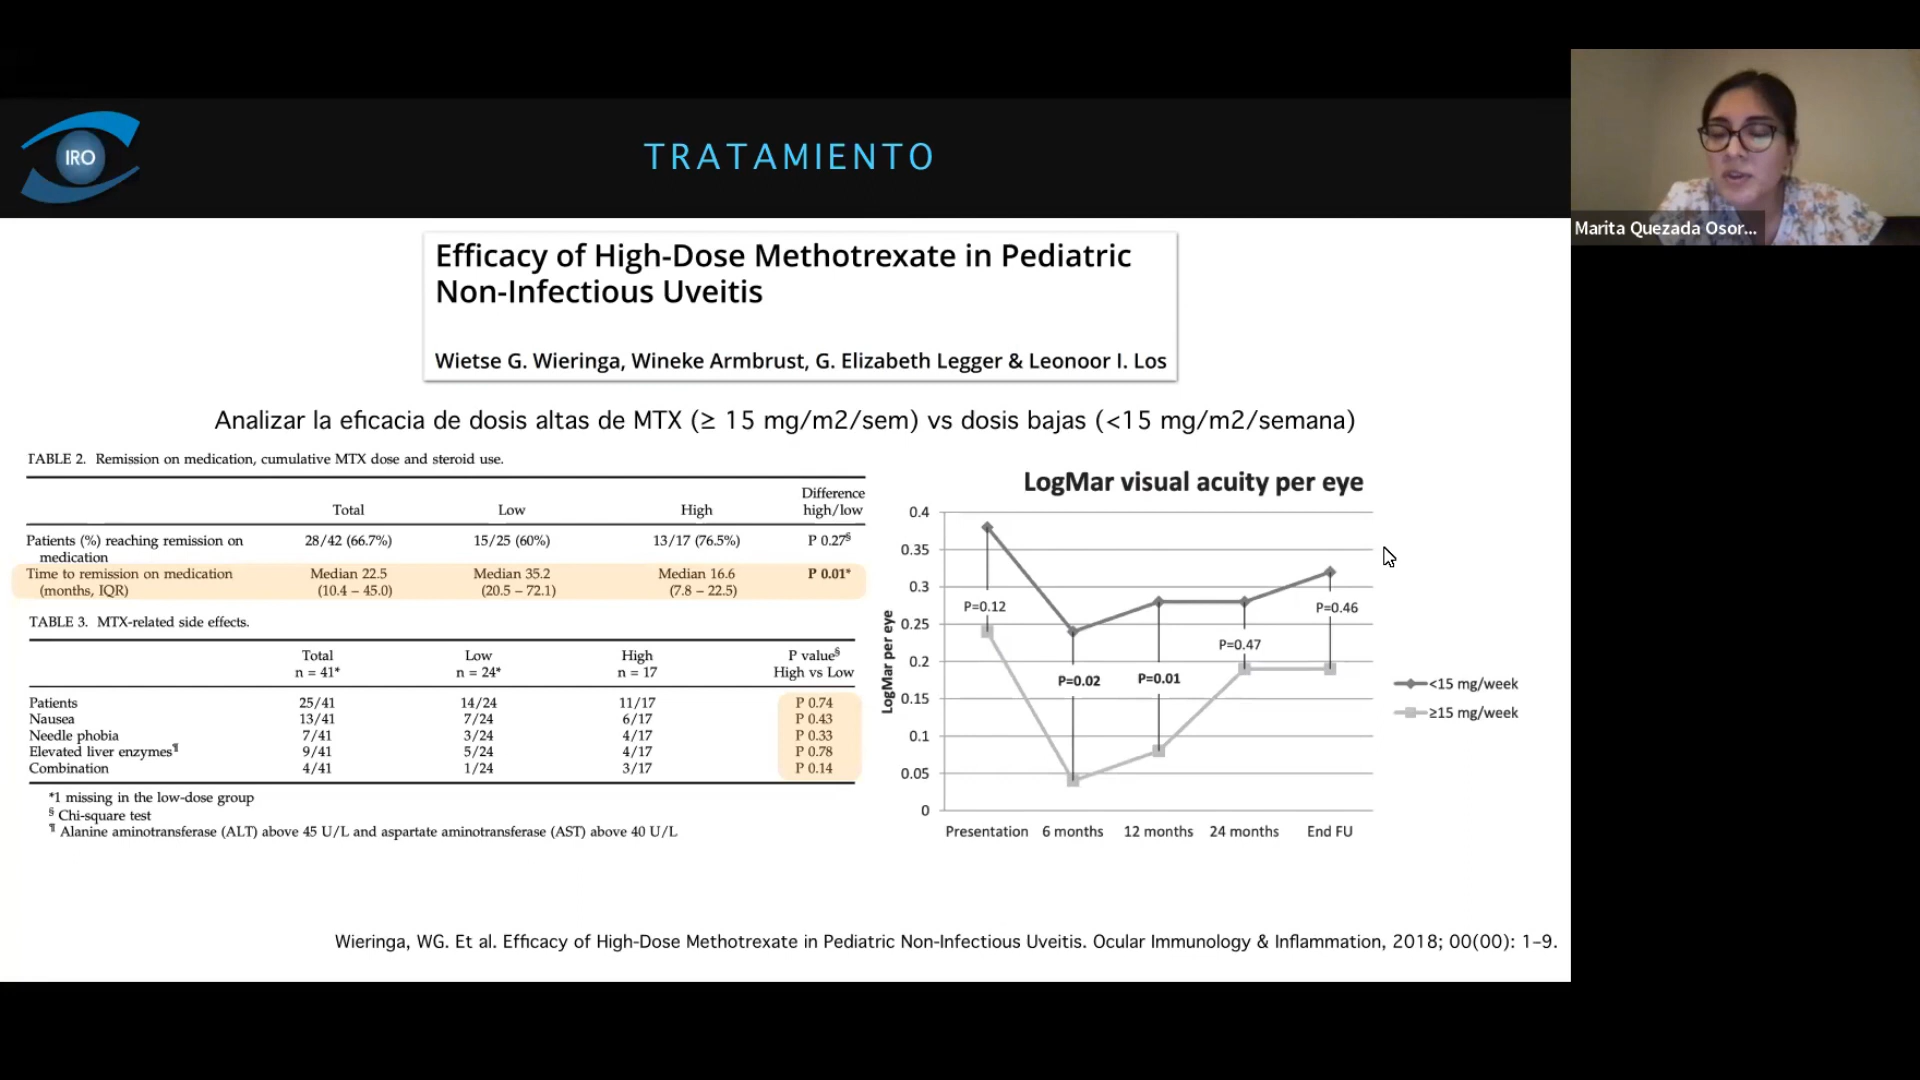 IRO
TRATAMIENTO
Marita Quezada Osor...
Efficacy of High-Dose Methotrexate in Pediatric
Non-Infectious Uveitis
Wietse G. Wieringa, Wineke Armbrust, G. Elizabeth Legger & Leonoor I. Los
Analizar la eficacia de dosis altas de MTX (≥ 15 mg/m2/sem) vs dosis bajas (<15 mg/m2/semana)
TABLE 2. Remission on medication, cumulative MTX dose and steroid use.
Difference
Total Low High high/low
Patients (%) reaching remission on 28/42 (66.7%) 15/25 (60%) 13/17 (76.5%) P 0.27§
medication
Time to remission on medication Median 22.5 Median 35.2 Median 16.6 P 0.01*
(months, IQR) (10.4 – 45.0) (20.5 – 72.1) (7.8 – 22.5)
TABLE 3. MTX-related side effects.
Total Low High P value§
n = 41* n = 24* n = 17 High vs Low
Patients 25/41 14/24 11/17 P 0.74
Nausea 13/41 7/24 6/17 P 0.43
Needle phobia 7/41 3/24 4/17 P 0.33
Elevated liver enzymes¶ 9/41 5/24 4/17 P 0.78
Combination 4/41 1/24 3/17 P 0.14
*1 missing in the low-dose group
§ Chi-square test
¶ Alanine aminotransferase (ALT) above 45 U/L and aspartate aminotransferase (AST) above 40 U/L
LogMar visual acuity per eye
LogMar per eye
0.4
0.35
0.3
0.25
0.2
0.15
0.1
0.05
0
P=0.12
P=0.02
P=0.01
P=0.47
P=0.46
Presentation 6 months 12 months 24 months End FU
<15 mg/week
≥15 mg/week
Wieringa, WG. Et al. Efficacy of High-Dose Methotrexate in Pediatric Non-Infectious Uveitis. Ocular Immunology & Inflammation, 2018; 00(00): 1–9.